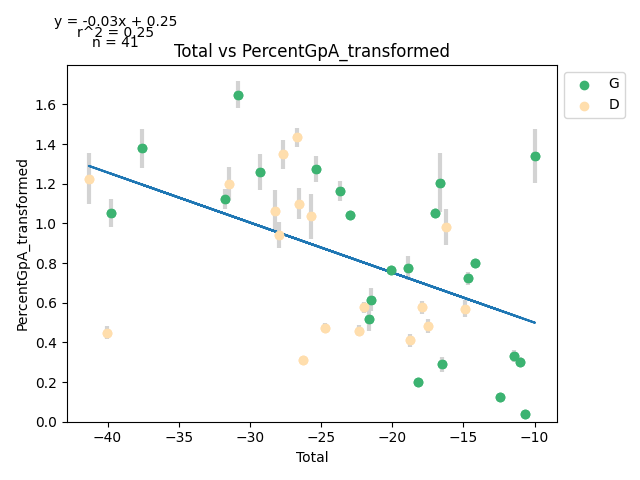 y = -0.03x + 0.25
r^2 = 0.25
n = 41
Total vs PercentGpA_transformed
G
D
PercentGpA_transformed
1.6
1.4
1.2
1.0
0.8
0.6
0.4
0.2
0.0
−40
−35
−30
−25
−20
−15
−10
Total